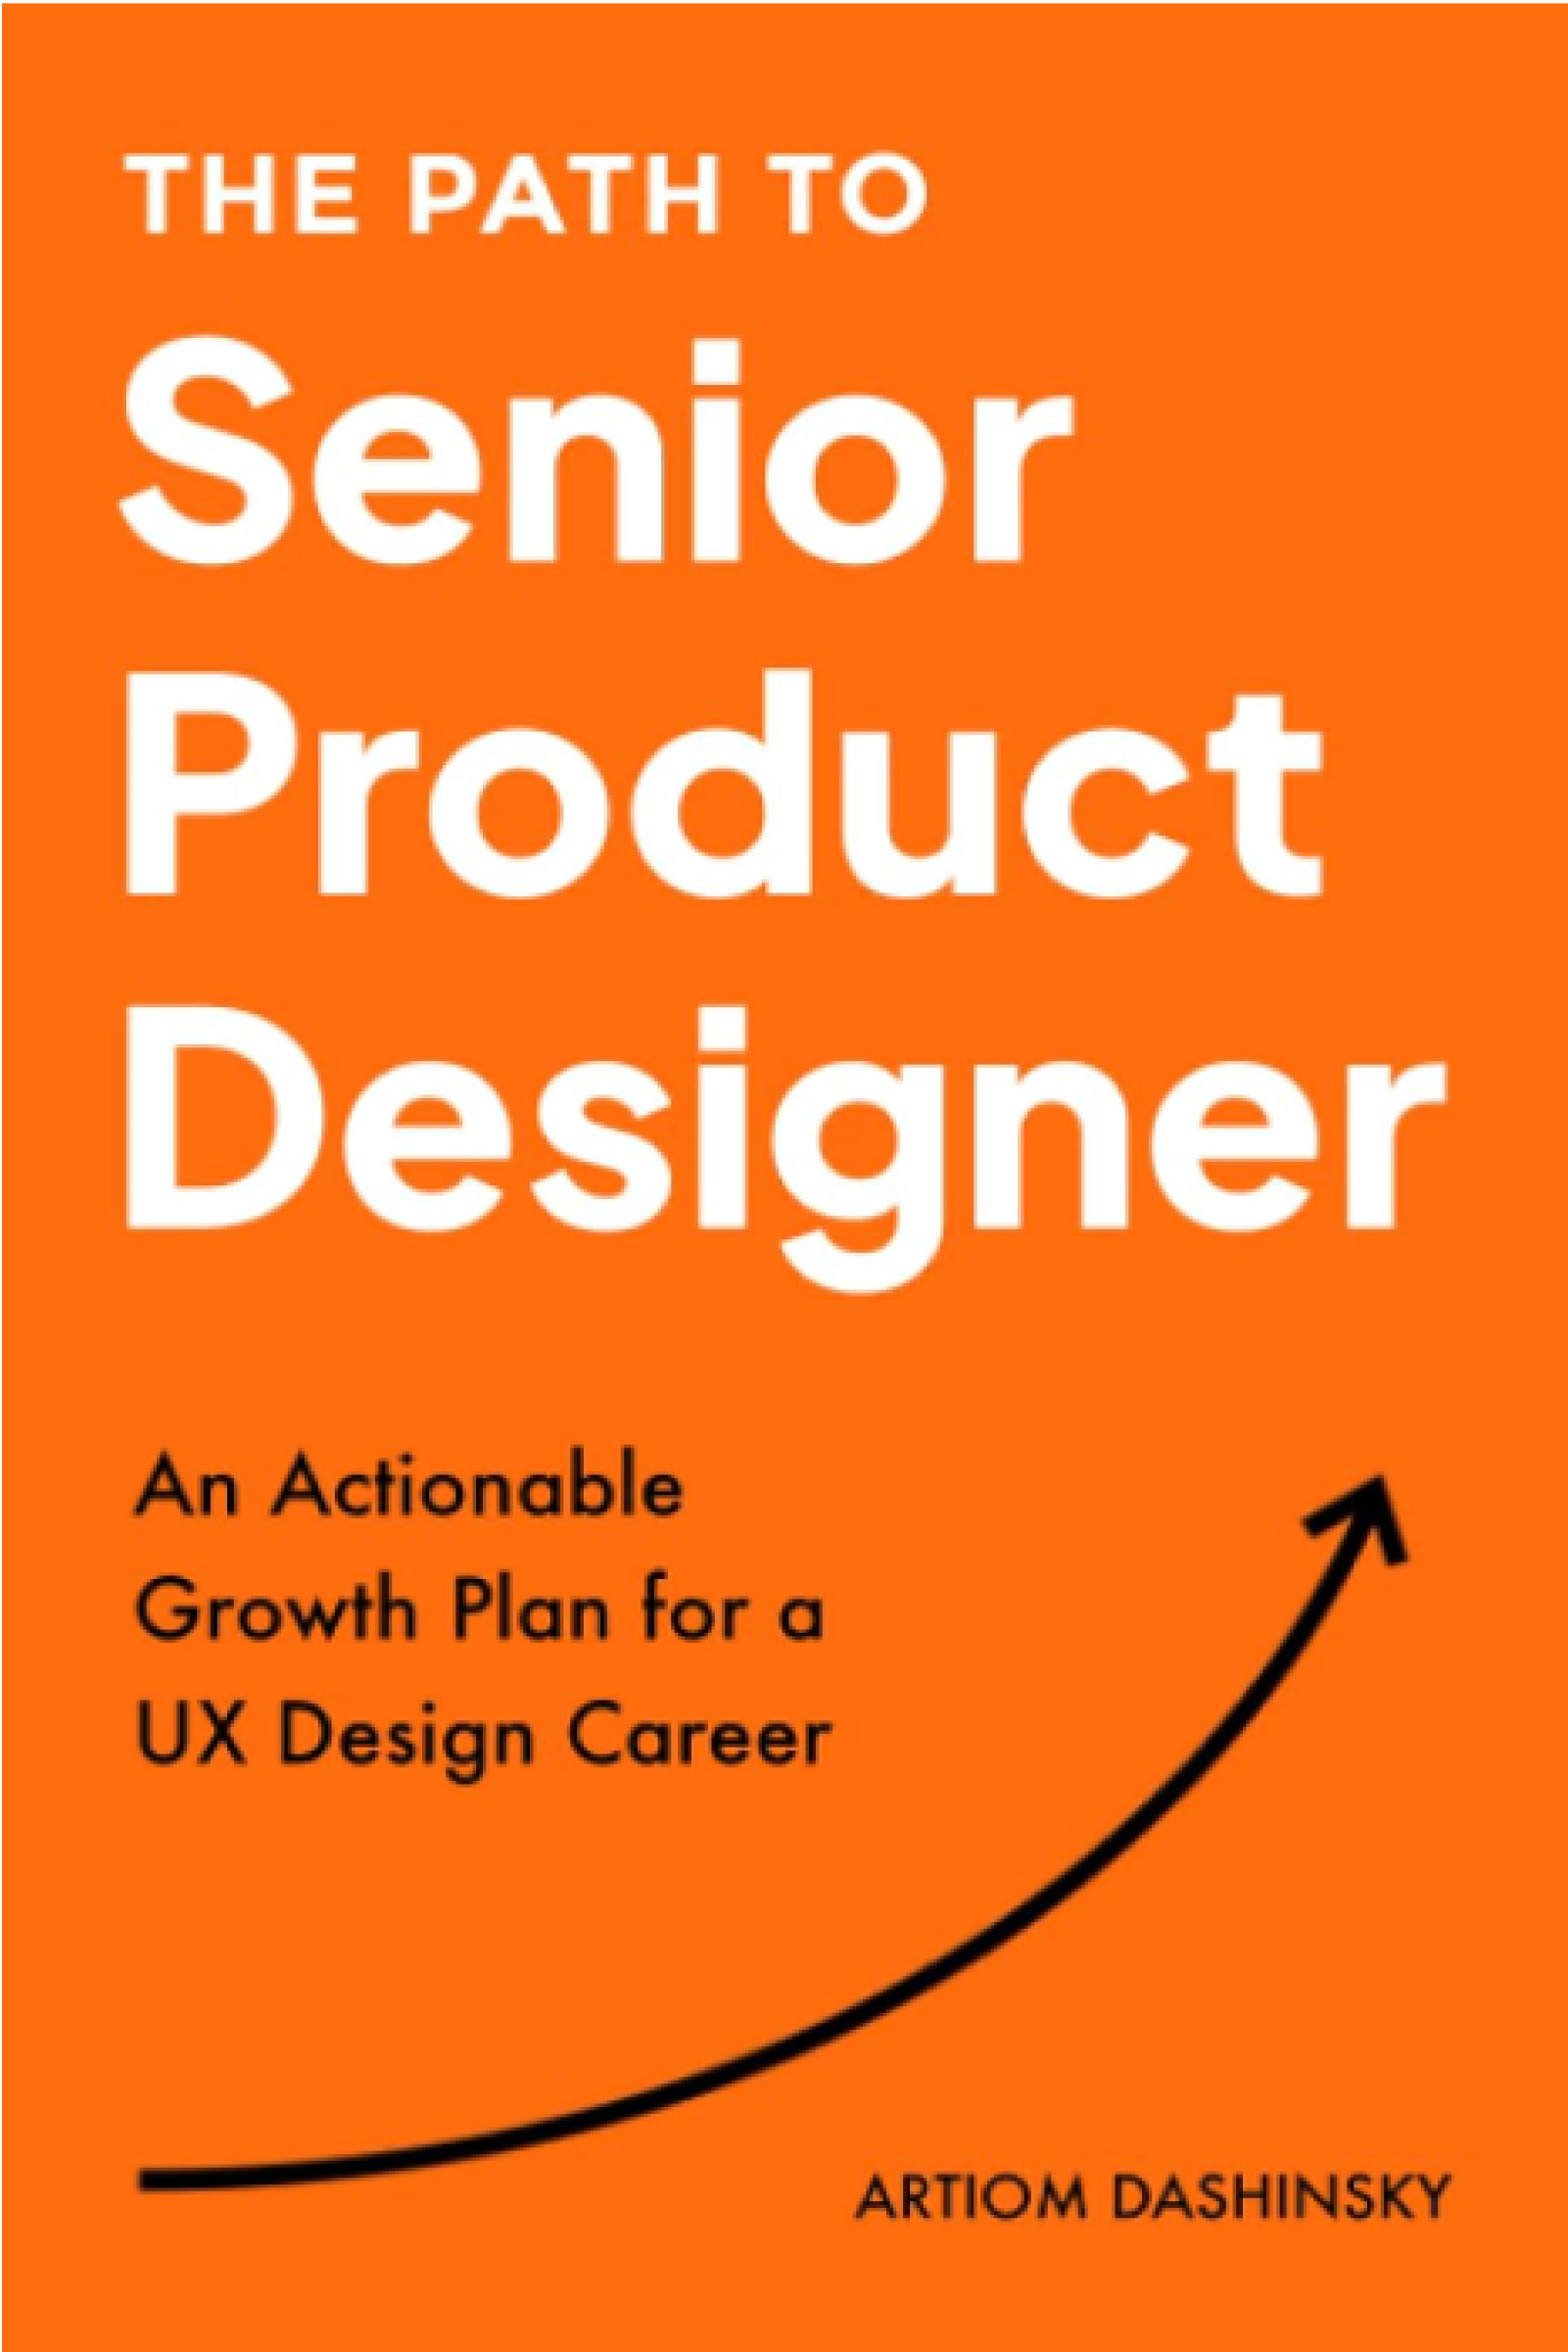 THE PATH TO
Senior
Product
Designer
An Actionable
Growth Plan for a
UX Design Career
ARTIOM DASHINSKY